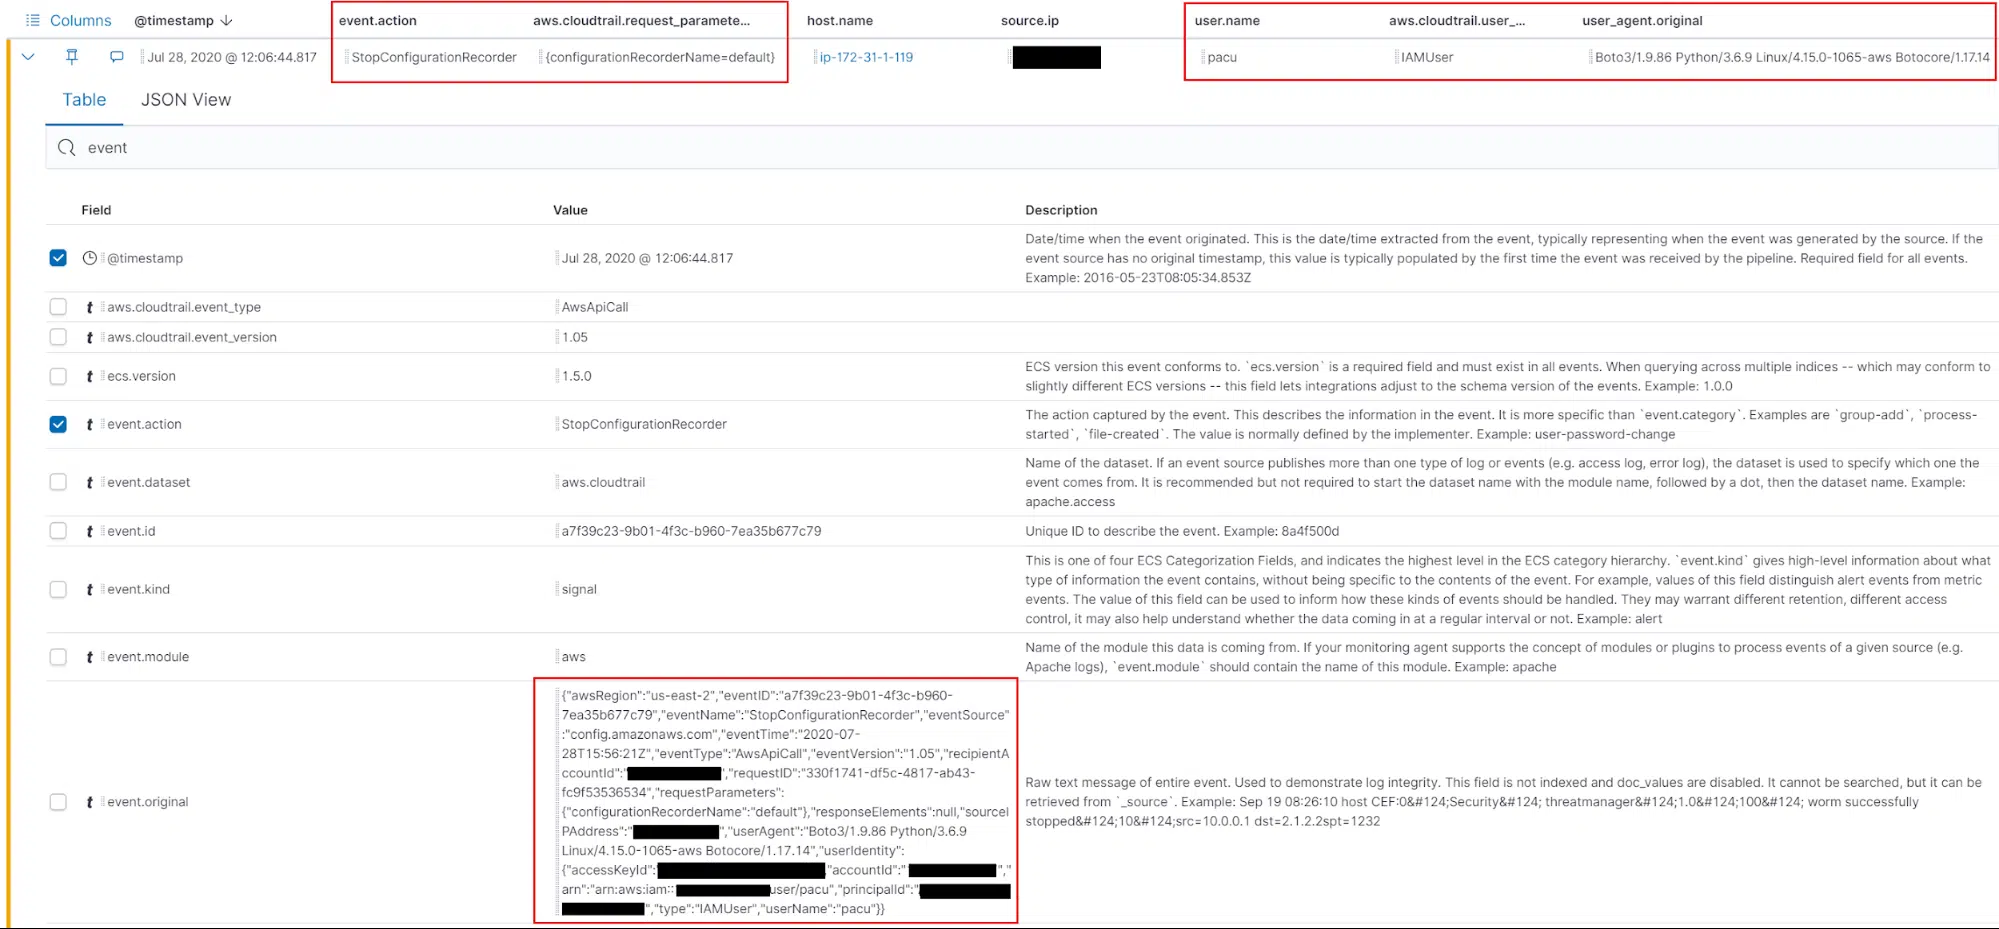 Columns @timestamp event.action aws.cloudtrail.request_paramete... host.name source.ip user.name aws.cloudtrail.user_... user_agent.original
Jul 28, 2020 @ 12:06:44.817 StopConfigurationRecorder {configurationRecorderName=default} ip-172-31-1-119 pacu IAMUser Boto3/1.9.86 Python/3.6.9 Linux/4.15.0-1065-aws Botocore/1.17.14
Table JSON View
event
Field Value Description
@timestamp Jul 28, 2020 @ 12:06:44.817
Date/time when the event originated. This is the date/time extracted from the event, typically representing when the event was generated by the source. If the
event source has no original timestamp, this value is typically populated by the first time the event was received by the pipeline. Required field for all events.
Example: 2016-05-23T08:05:34.853Z
t aws.cloudtrail.event_type AwsApiCall
t aws.cloudtrail.event_version 1.05
t ecs.version 1.5.0
ECS version this event conforms to. `ecs.version` is a required field and must exist in all events. When querying across multiple indices -- which may conform to
slightly different ECS versions -- this field lets integrations adjust to the schema version of the events. Example: 1.0.0
t event.action StopConfigurationRecorder
The action captured by the event. This describes the information in the event. It is more specific than `event.category`. Examples are `group-add`, `process-
started`, `file-created`. The value is normally defined by the implementer. Example: user-password-change
t event.dataset aws.cloudtrail
Name of the dataset. If an event source publishes more than one type of log or events (e.g. access log, error log), the dataset is used to specify which one the
event comes from. It is recommended but not required to start the dataset name with the module name, followed by a dot, then the dataset name. Example:
apache.access
t event.id a7f39c23-9b01-4f3c-b960-7ea35b677c79 Unique ID to describe the event. Example: 8a4f500d
t event.kind signal
This is one of four ECS Categorization Fields, and indicates the highest level in the ECS category hierarchy. `event.kind` gives high-level information about what
type of information the event contains, without being specific to the contents of the event. For example, values of this field distinguish alert events from metric
events. The value of this field can be used to inform how these kinds of events should be handled. They may warrant different retention, different access
control, it may also help understand whether the data coming in at a regular interval or not. Example: alert
t event.module aws
Name of the module this data is coming from. If your monitoring agent supports the concept of modules or plugins to process events of a given source (e.g.
Apache logs), `event.module` should contain the name of this module. Example: apache
t event.original
{"awsRegion":"us-east-2","eventID":"a7f39c23-9b01-4f3c-b960-
7ea35b677c79","eventName":"StopConfigurationRecorder","eventSource"
:"config.amazonaws.com","eventTime":"2020-07-
28T15:56:21Z","eventType":"AwsApiCall","eventVersion":"1.05","recipientA
ccountId":" ","requestID":"330f1741-df5c-4817-ab43-
fc9f53536534","requestParameters":
{"configurationRecorderName":"default"},"responseElements":null,"sourceI
PAddress":" ","userAgent":"Boto3/1.9.86 Python/3.6.9
Linux/4.15.0-1065-aws Botocore/1.17.14","userIdentity":
{"accessKeyId": ,"accountId":" ","
arn":"arn:aws:iam:: user/pacu","principalId":"
","type":"IAMUser","userName":"pacu"}}
Raw text message of entire event. Used to demonstrate log integrity. This field is not indexed and doc_values are disabled. It cannot be searched, but it can be
retrieved from `_source`. Example: Sep 19 08:26:10 host CEF:0&#124;Security&#124; threatmanager&#124;1.0&#124;100&#124; worm successfully
stopped&#124;10&#124;src=10.0.0.1 dst=2.1.2.2spt=1232